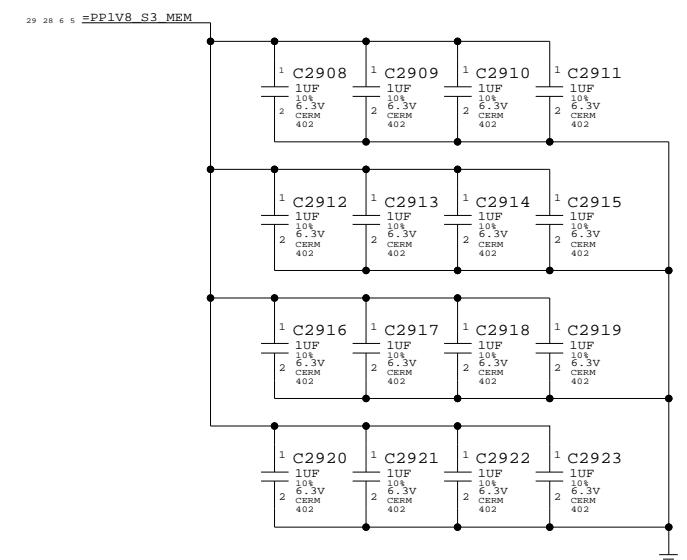 29 28 6 5 =PP1V8_S3_MEM
1 C2908 1 C2909 1 C2910 1 C2911
1UF 1UF 1UF 1UF
10% 10% 10% 10%
2 6.3V 2 6.3V 2 6.3V 2 6.3V
CERM CERM CERM CERM
402 402 402 402
1 C2912 1 C2913 1 C2914 1 C2915
1UF 1UF 1UF 1UF
10% 10% 10% 10%
2 6.3V 2 6.3V 2 6.3V 2 6.3V
CERM CERM CERM CERM
402 402 402 402
1 C2916 1 C2917 1 C2918 1 C2919
1UF 1UF 1UF 1UF
10% 10% 10% 10%
2 6.3V 2 6.3V 2 6.3V 2 6.3V
CERM CERM CERM CERM
402 402 402 402
1 C2920 1 C2921 1 C2922 1 C2923
1UF 1UF 1UF 1UF
10% 10% 10% 10%
2 6.3V 2 6.3V 2 6.3V 2 6.3V
CERM CERM CERM CERM
402 402 402 402